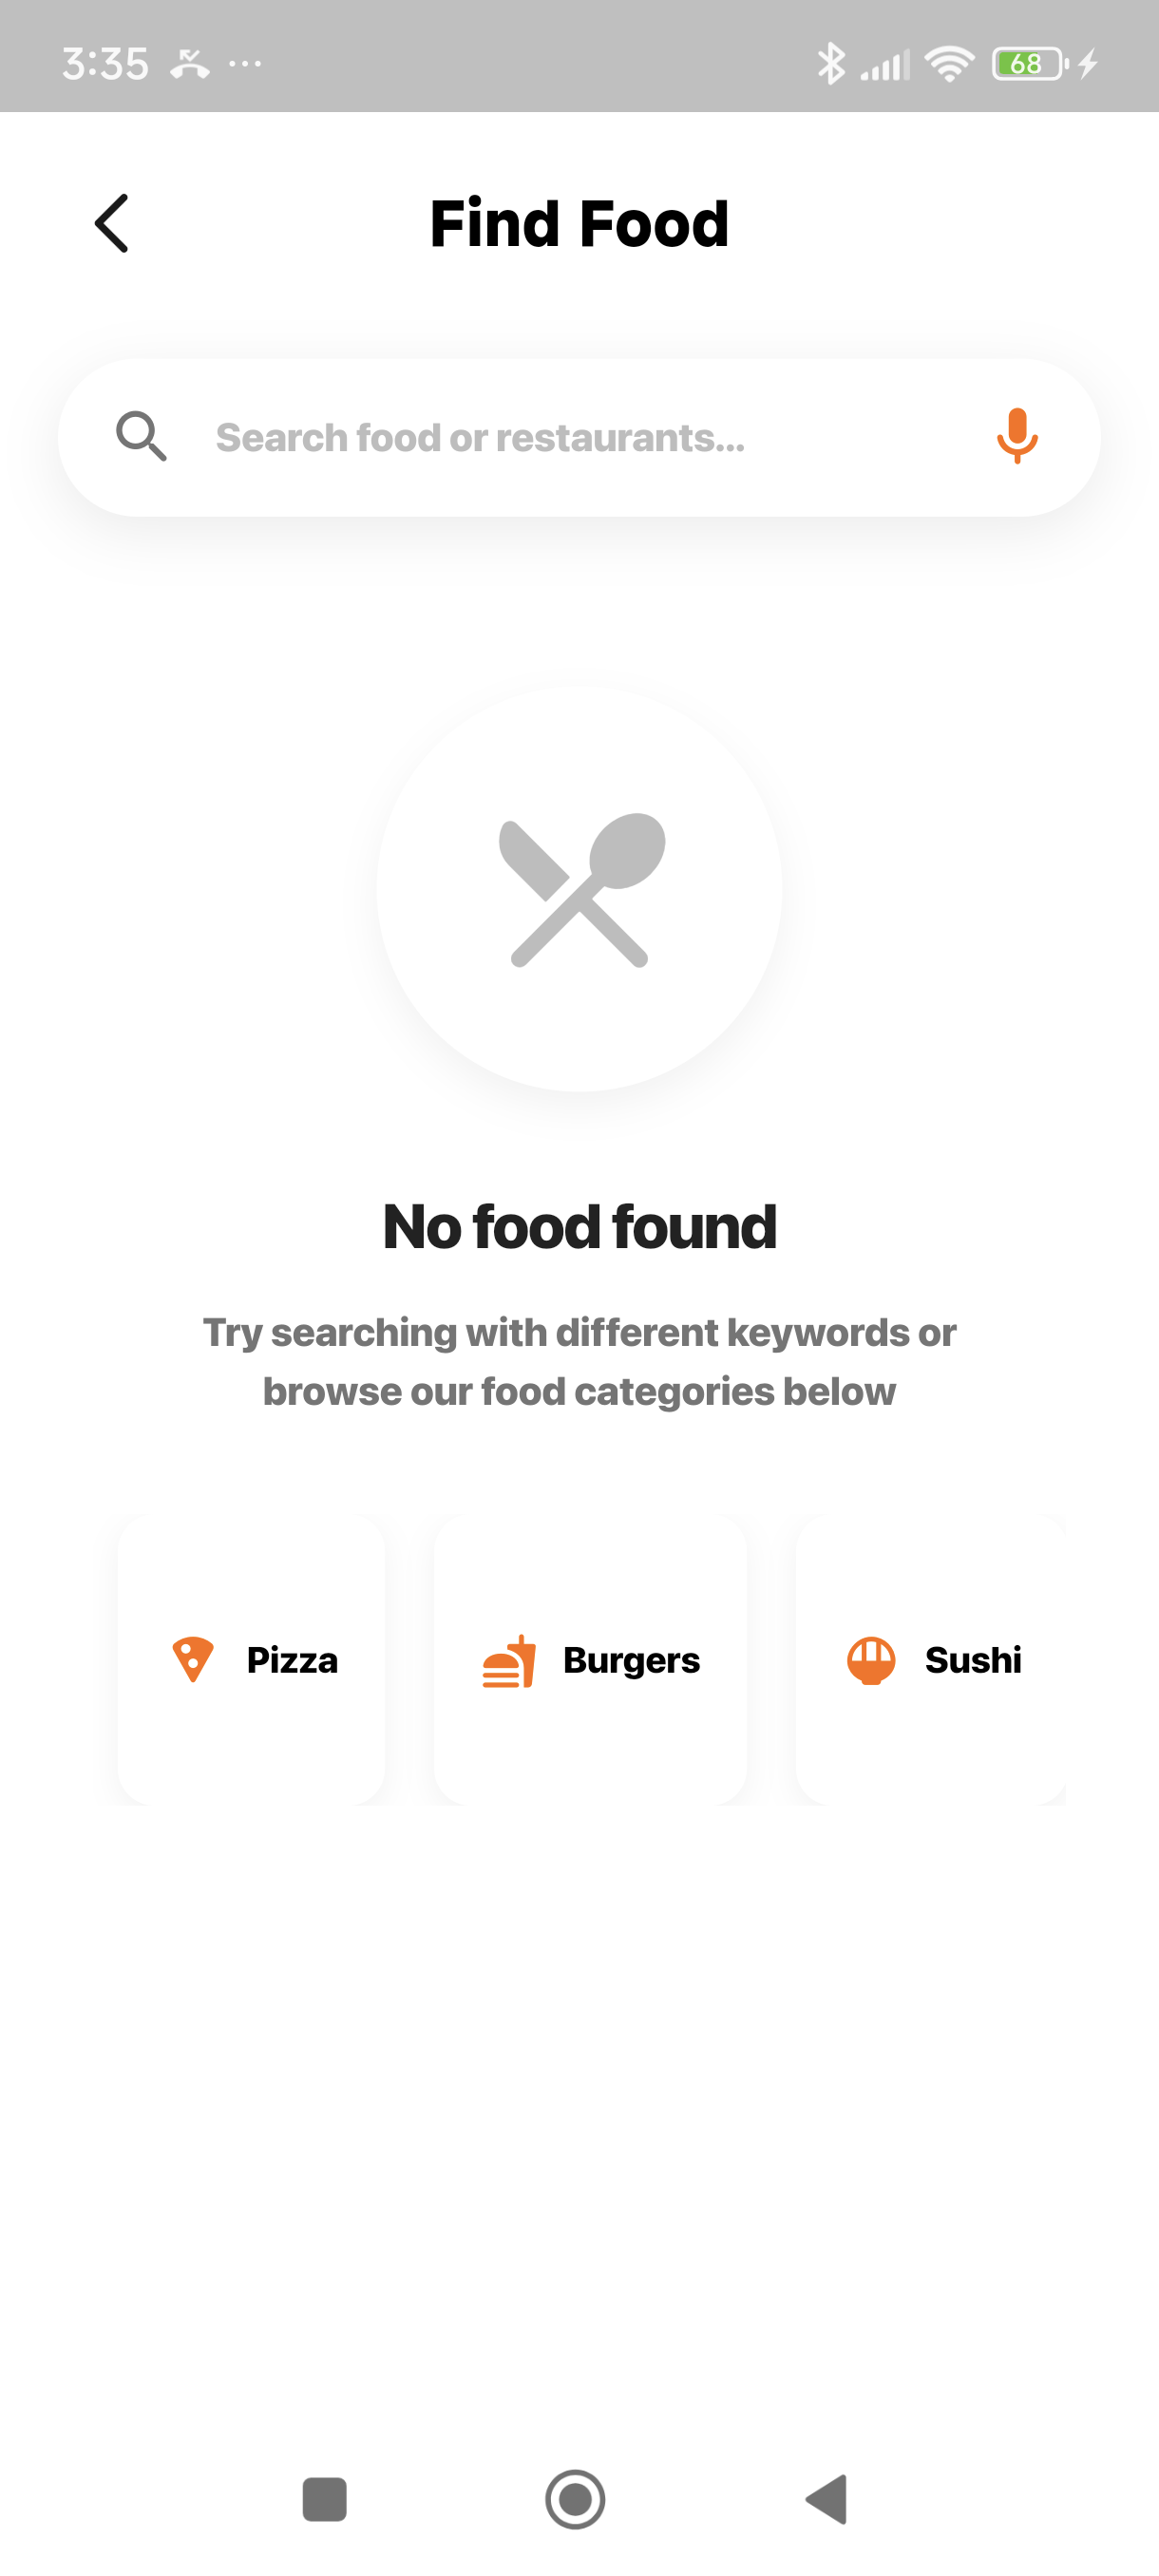 3:35
68
Find Food
Search food or restaurants...
No food found
Try searching with different keywords or
browse our food categories below
Pizza
Burgers
Sushi